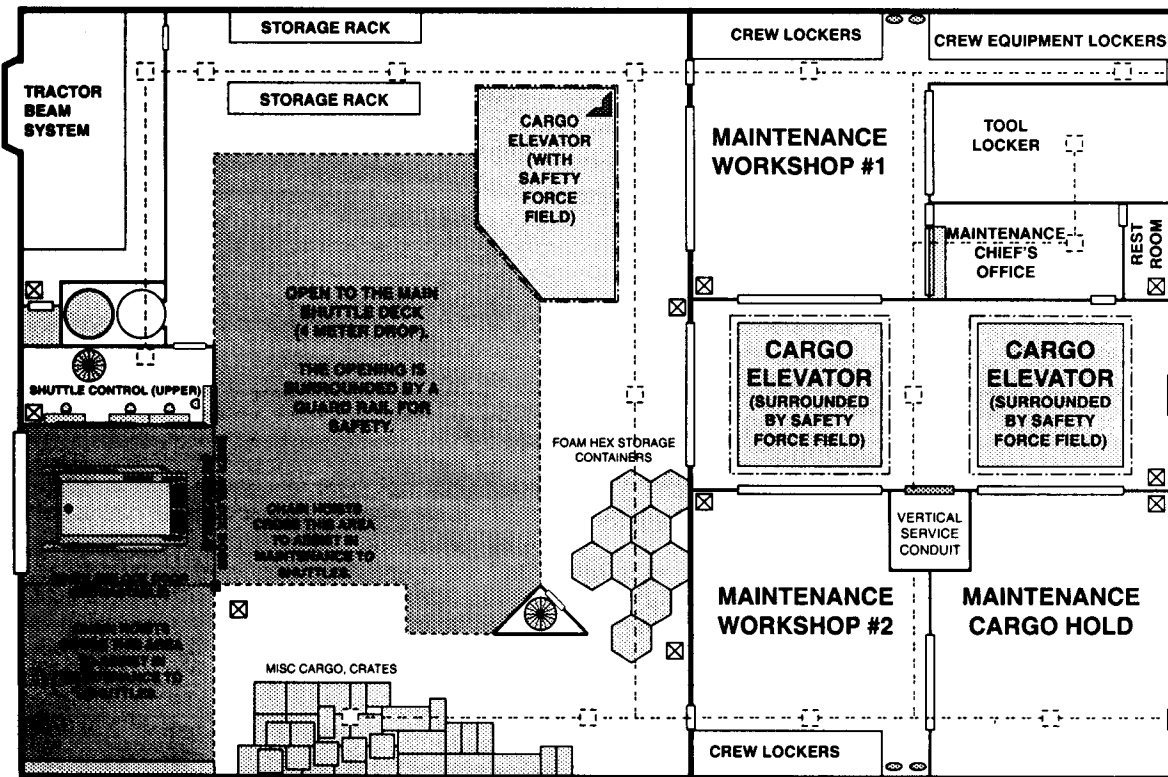 STORAGE RACK
CREW LOCKERS
CREW EQUIPMENT LOCKERS
TRACTOR
BEAM
SYSTEM
STORAGE RACK
CARGO
ELEVATOR
(WITH
SAFETY
FORCE
FIELD)
MAINTENANCE
WORKSHOP #1
TOOL
LOCKER
MAINTENANCE
CHIEF'S
OFFICE
REST
ROOM
OPEN TO THE MAIN
SHUTTLE DECK
(4 METER DROP).
THE OPENING IS
SURROUNDED BY A
GUARD RAIL FOR
SAFETY.
SHUTTLE CONTROL (UPPER)
CARGO
ELEVATOR
(SURROUNDED
BY SAFETY
FORCE FIELD)
CARGO
ELEVATOR
(SURROUNDED
BY SAFETY
FORCE FIELD)
FOAM HEX STORAGE
CONTAINERS
CHAIN HOISTS
CROSS THIS AREA
TO ASSIST IN
MAINTENANCE TO
SHUTTLES.
VERTICAL
SERVICE
CONDUIT
CHAIN HOISTS
CROSS THIS AREA
TO ASSIST IN
MAINTENANCE TO
SHUTTLES.
MAINTENANCE
WORKSHOP #2
MAINTENANCE
CARGO HOLD
MISC CARGO, CRATES
CREW LOCKERS